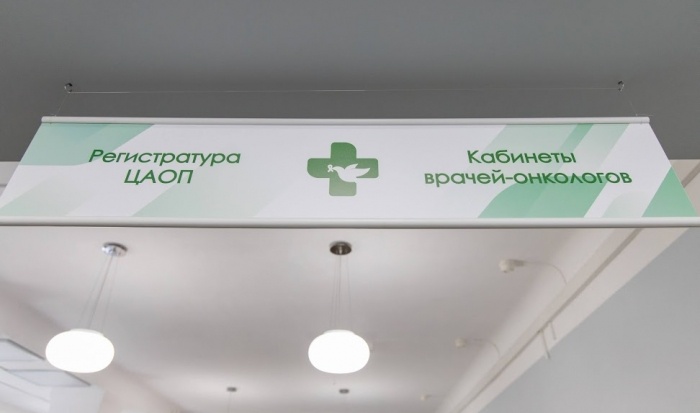 Регистратура
ЦАОП
Кабинеты
врачей-онкологов